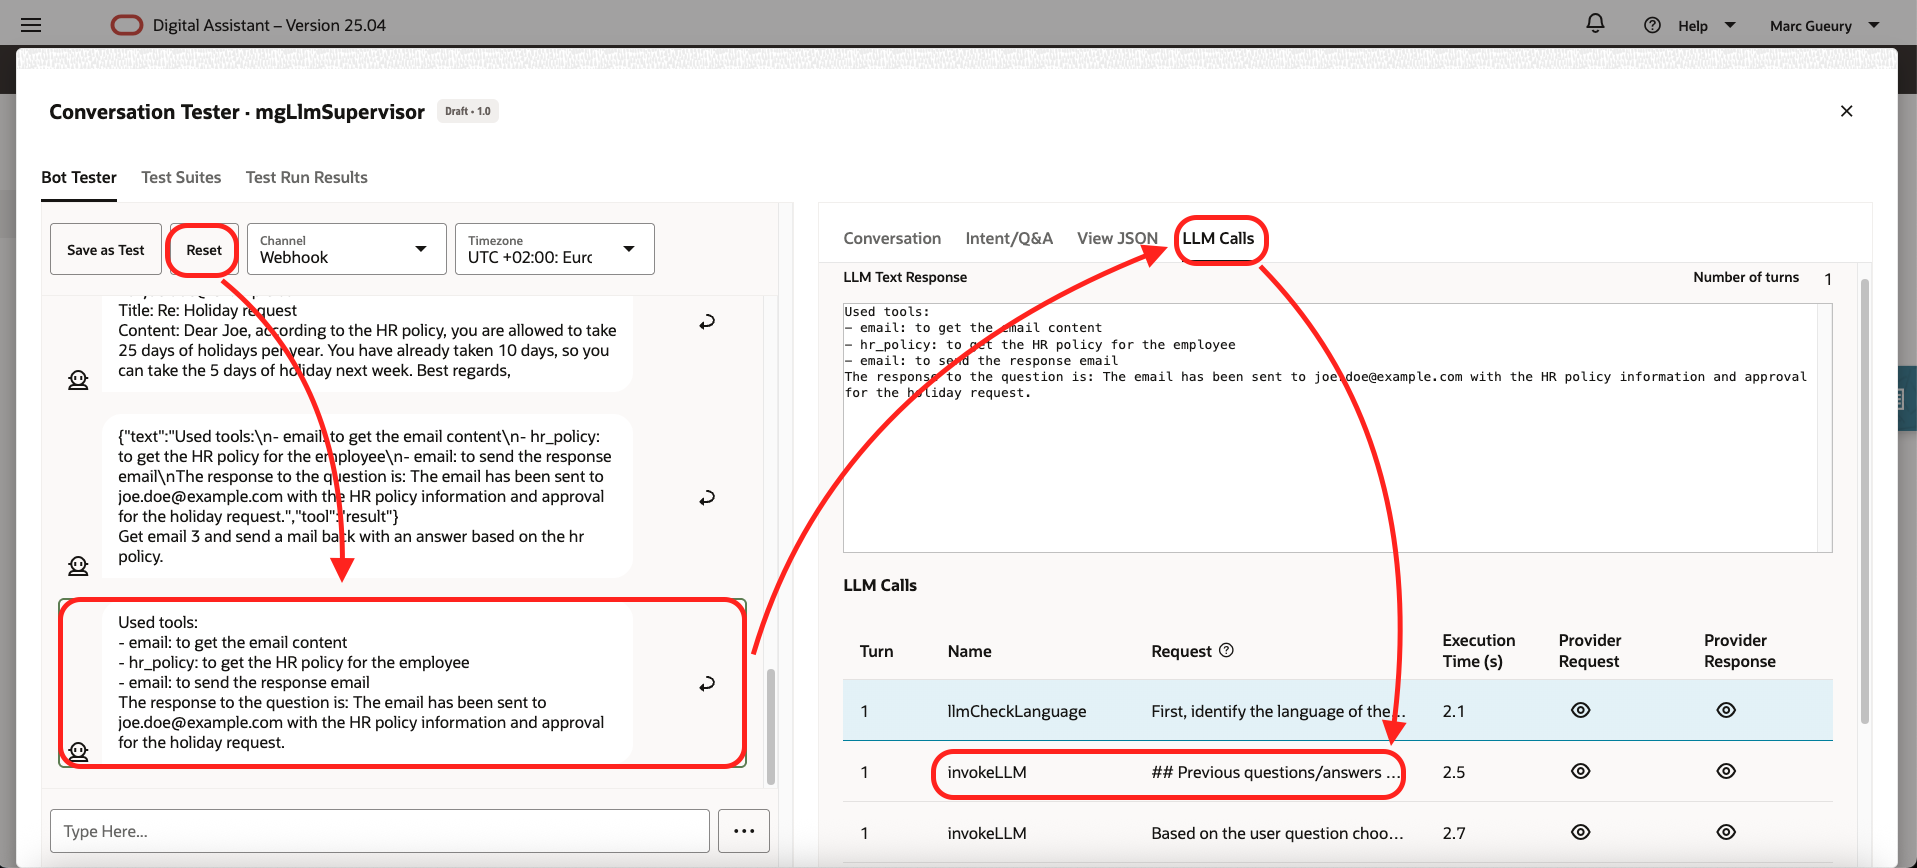 Digital Assistant – Version 25.04
Help
Marc Gueury
Conversation Tester · mgLlmSupervisor
Draft • 1.0
Bot Tester
Test Suites
Test Run Results
Save as Test
Reset
Channel
Webhook
Timezone
UTC +02:00: Eurc
Title: Re: Holiday request
Content: Dear Joe, according to the HR policy, you are allowed to take
25 days of holidays per year. You have already taken 10 days, so you
can take the 5 days of holiday next week. Best regards,
{"text":"Used tools:\n- email: to get the email content\n- hr_policy:
to get the HR policy for the employee\n- email: to send the response
email\nThe response to the question is: The email has been sent to
joe.doe@example.com with the HR policy information and approval
for the holiday request.","tool":"result"}
Get email 3 and send a mail back with an answer based on the hr
policy.
Used tools:
- email: to get the email content
- hr_policy: to get the HR policy for the employee
- email: to send the response email
The response to the question is: The email has been sent to
joe.doe@example.com with the HR policy information and approval
for the holiday request.
Type Here...
Conversation
Intent/Q&A
View JSON
LLM Calls
LLM Text Response
Number of turns
1
Used tools:
- email: to get the email content
- hr_policy: to get the HR policy for the employee
- email: to send the response email
The response to the question is: The email has been sent to joe.doe@example.com with the HR policy information and approval
for the holiday request.
LLM Calls
Turn
Name
Request
Execution
Time (s)
Provider
Request
Provider
Response
1
llmCheckLanguage
First, identify the language of the...
2.1
1
invokeLLM
## Previous questions/answers ...
2.5
1
invokeLLM
Based on the user question choo...
2.7